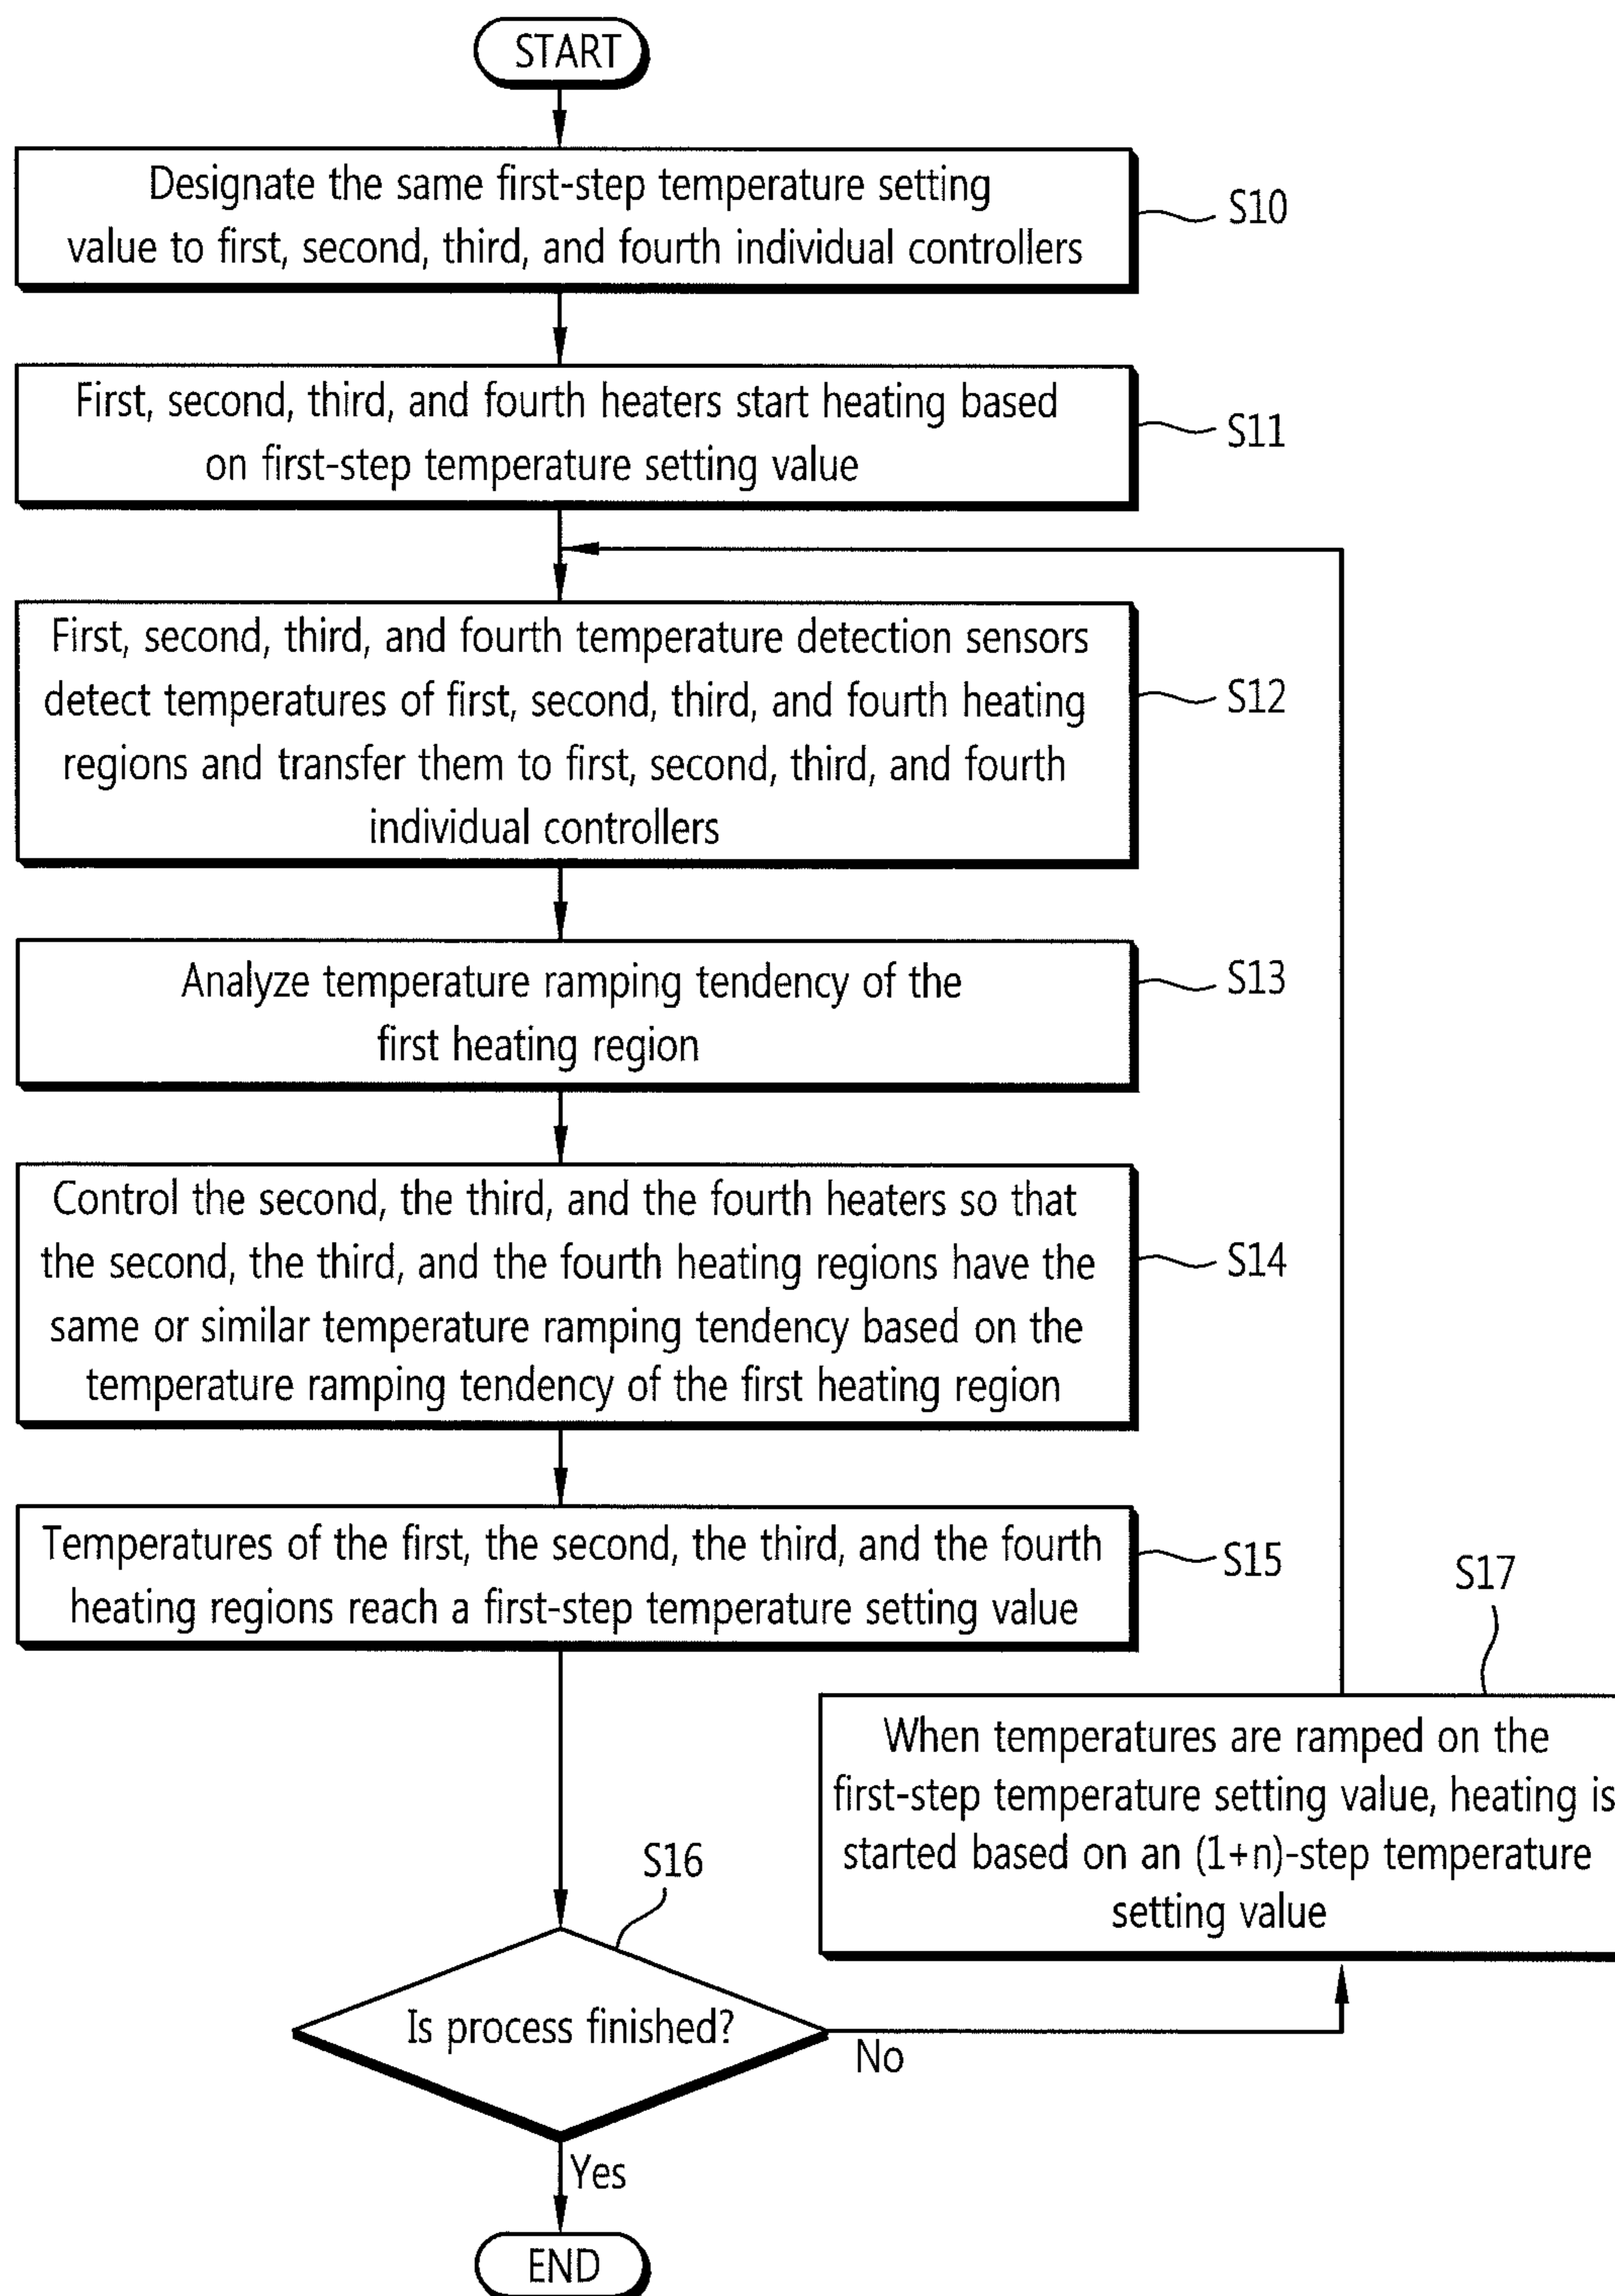 START
Designate the same first-step temperature setting
value to first, second, third, and fourth individual controllers
S10
First, second, third, and fourth heaters start heating based
on first-step temperature setting value
S11
First, second, third, and fourth temperature detection sensors
detect temperatures of first, second, third, and fourth heating
regions and transfer them to first, second, third, and fourth
individual controllers
S12
Analyze temperature ramping tendency of the
first heating region
S13
Control the second, the third, and the fourth heaters so that
the second, the third, and the fourth heating regions have the
same or similar temperature ramping tendency based on the
temperature ramping tendency of the first heating region
S14
Temperatures of the first, the second, the third, and the fourth
heating regions reach a first-step temperature setting value
S15
S17
When temperatures are ramped on the
first-step temperature setting value, heating is
started based on an (1+n)-step temperature
setting value
S16
Is process finished?
No
Yes
END